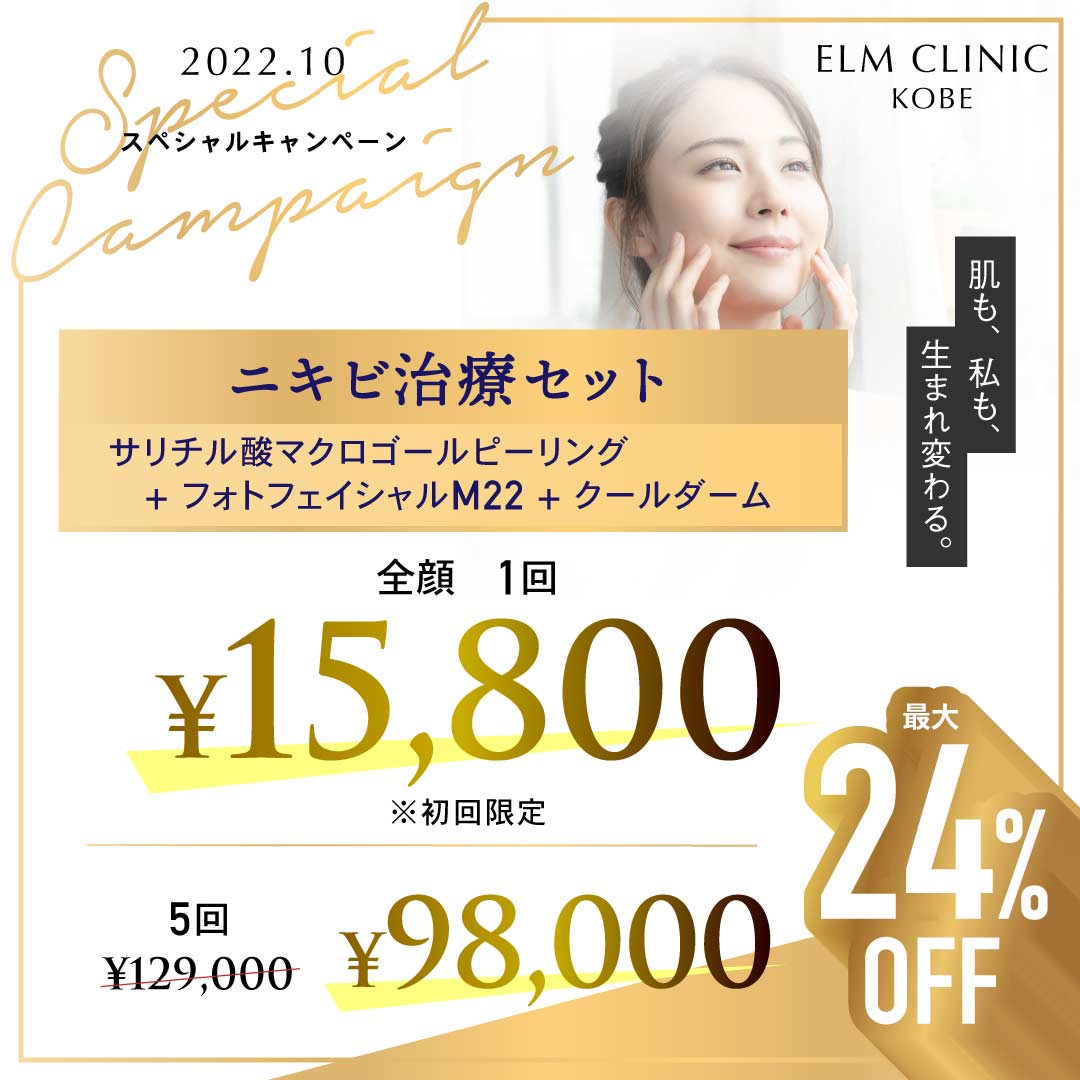 2022.10
Special
スペシャルキャンペーン
Campaign
ELM CLINIC
KOBE
肌も、私も、
生まれ変わる。
ニキビ治療セット
サリチル酸マクロゴールピーリング
+ フォトフェイシャルM22 + クールダーム
全顔 1回
¥15,800
※初回限定
5回
¥129,000
¥98,000
最大
24%
OFF